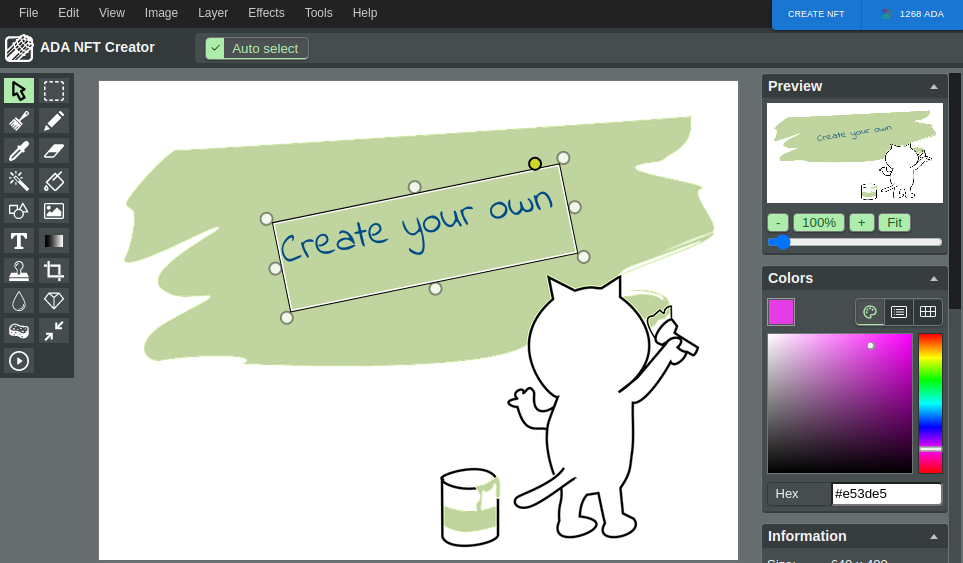 File Edit View Image Layer Effects Tools Help
CREATE NFT 1268 ADA
ADA NFT Creator
Auto select
Create your own
Preview
Create your own
- 100% + Fit
Colors
Hex #e53de5
Information
Size: 640 x 480